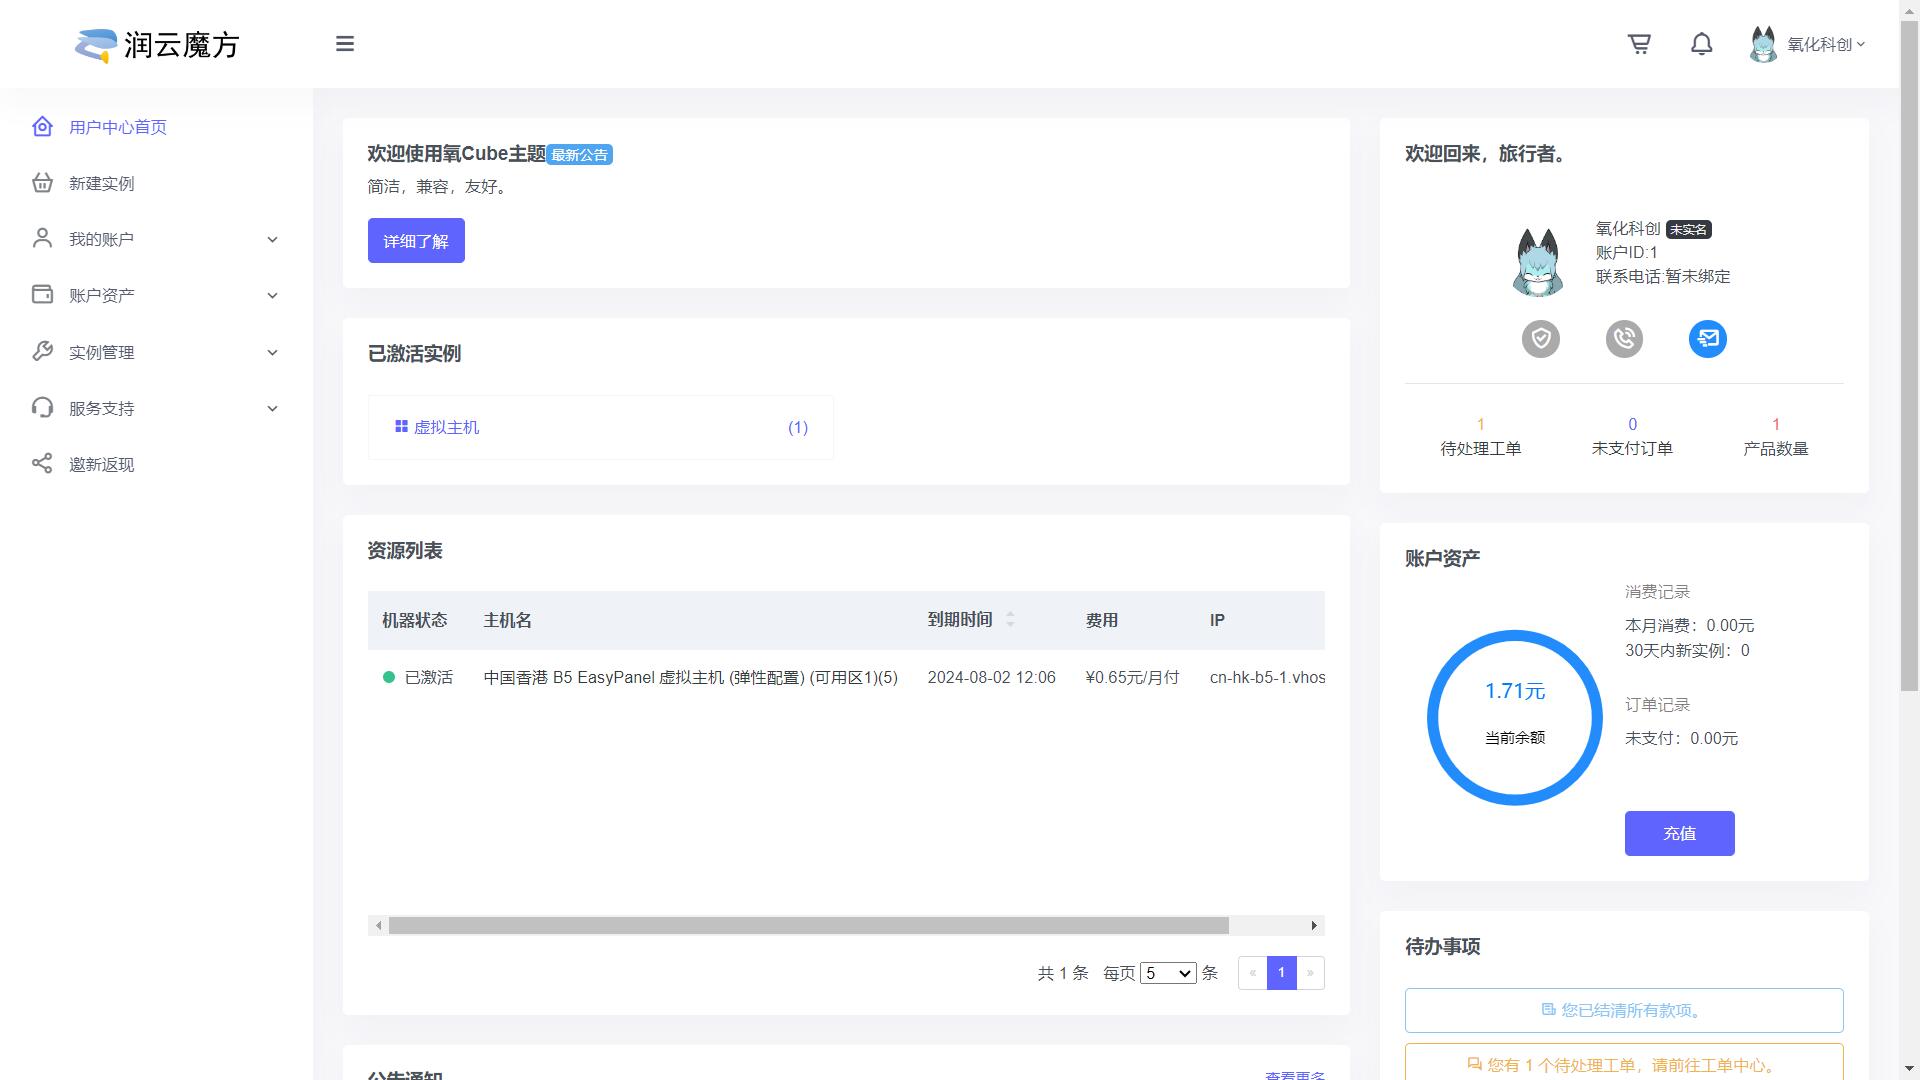 润云魔方
氧化科创
用户中心首页
新建实例
我的账户
账户资产
实例管理
服务支持
邀新返现
欢迎使用氧Cube主题 最新公告
简洁，兼容，友好。
详细了解
已激活实例
虚拟主机 (1)
资源列表
机器状态 主机名 到期时间 费用 IP
已激活 中国香港 B5 EasyPanel 虚拟主机 (弹性配置) (可用区1)(5) 2024-08-02 12:06 ¥0.65元/月付 cn-hk-b5-1.vhos
共 1 条 每页 5 条 « 1 »
公告通知 查看更多
欢迎回来，旅行者。
氧化科创 未实名
账户ID:1
联系电话:暂未绑定
1 0 1
待处理工单 未支付订单 产品数量
账户资产
消费记录
本月消费：0.00元
30天内新实例：0
1.71元
当前余额
订单记录
未支付：0.00元
充值
待办事项
您已结清所有款项。
您有 1 个待处理工单，请前往工单中心。